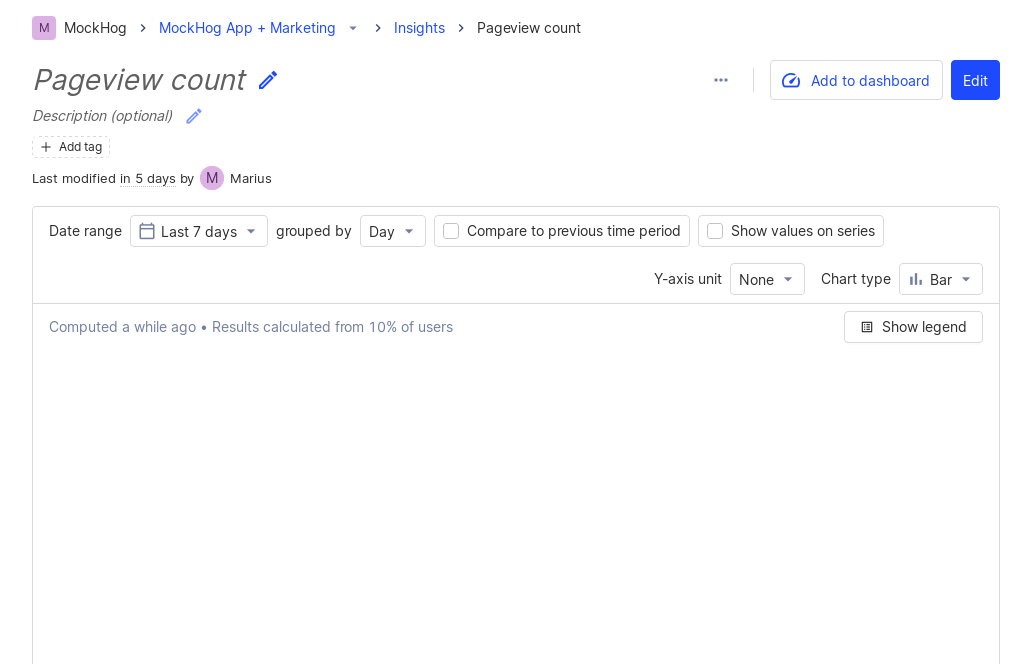 M MockHog MockHog App + Marketing Insights Pageview count
Pageview count
Add to dashboard Edit
Description (optional)
Add tag
Last modified in 5 days by M Marius
Date range Last 7 days grouped by Day Compare to previous time period Show values on series
Y-axis unit None Chart type Bar
Computed a while ago • Results calculated from 10% of users Show legend